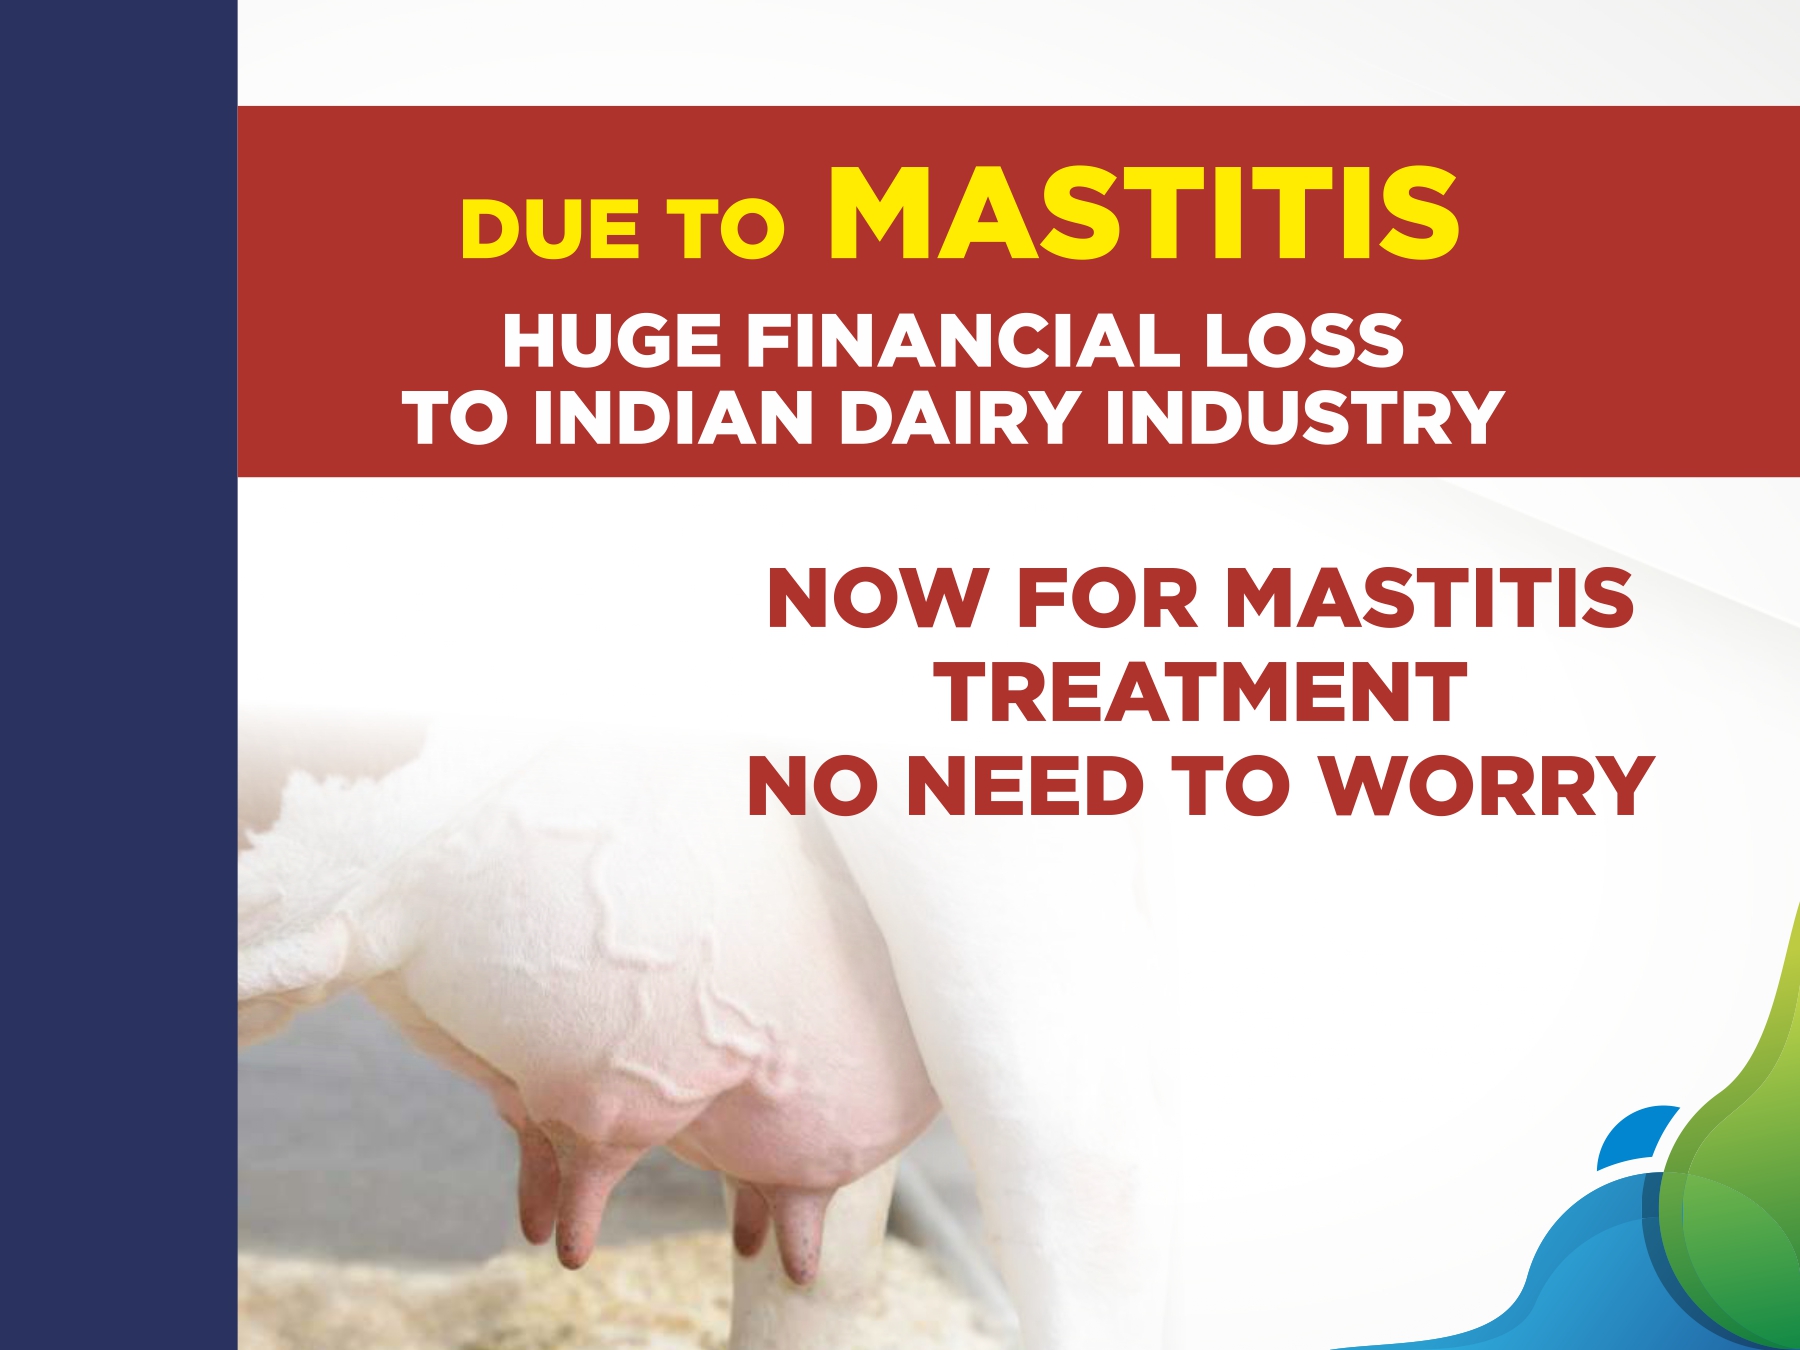 DUE TO MASTITIS
HUGE FINANCIAL LOSS
TO INDIAN DAIRY INDUSTRY
NOW FOR MASTITIS
TREATMENT
NO NEED TO WORRY